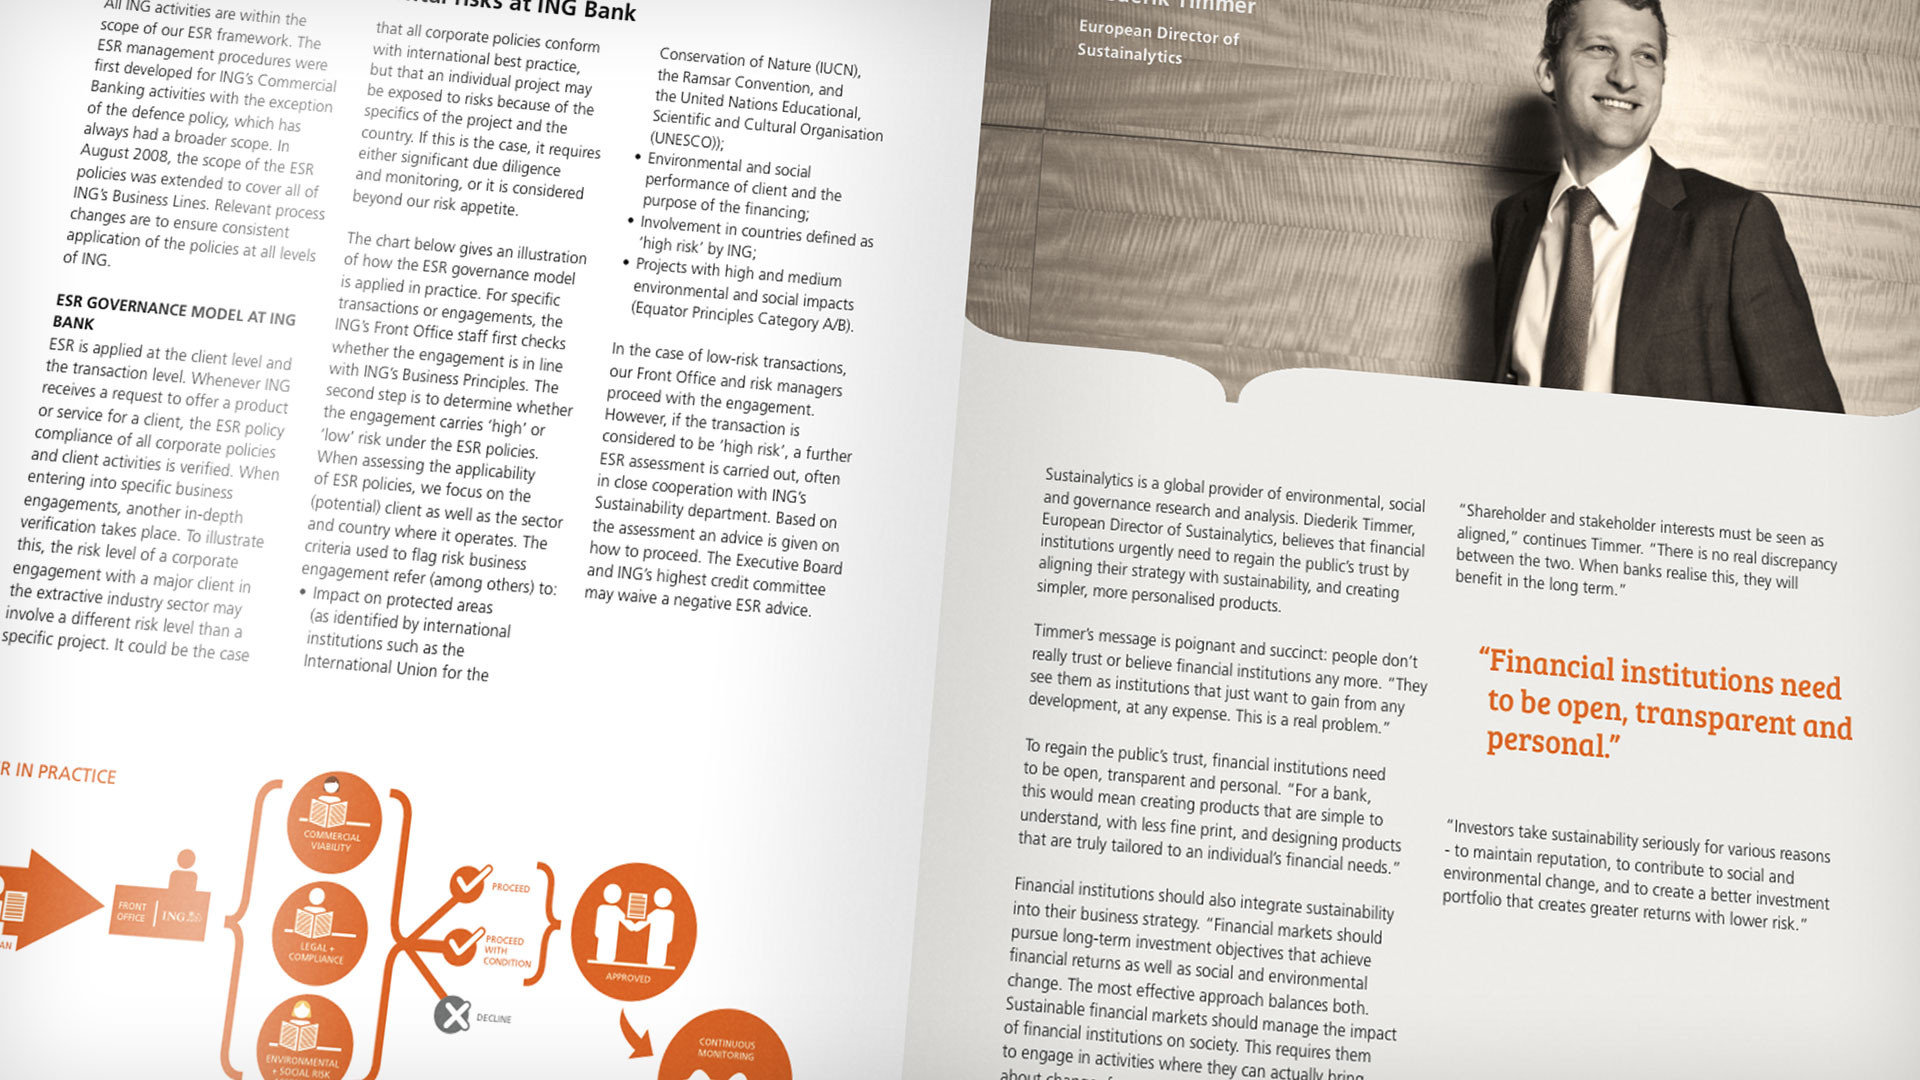 ntal risks at ING Bank
All ING activities are within the
scope of our ESR framework. The
ESR management procedures were
first developed for ING's Commercial
Banking activities with the exception
of the defence policy, which has
always had a broader scope. In
August 2008, the scope of the ESR
policies was extended to cover all of
ING's Business Lines. Relevant process
changes are to ensure consistent
application of the policies at all levels
of ING.
ESR GOVERNANCE MODEL AT ING
BANK
ESR is applied at the client level and
the transaction level. Whenever ING
receives a request to offer a product
or service for a client, the ESR policy
compliance of all corporate policies
and client activities is verified. When
entering into specific business
engagements, another in-depth
verification takes place. To illustrate
this, the risk level of a corporate
engagement with a major client in
the extractive industry sector may
involve a different risk level than a
specific project. It could be the case
that all corporate policies conform
with international best practice,
but that an individual project may
be exposed to risks because of the
specifics of the project and the
country. If this is the case, it requires
either significant due diligence
and monitoring, or it is considered
beyond our risk appetite.
The chart below gives an illustration
of how the ESR governance model
is applied in practice. For specific
transactions or engagements, the
ING's Front Office staff first checks
whether the engagement is in line
with ING's Business Principles. The
second step is to determine whether
the engagement carries 'high' or
'low' risk under the ESR policies.
When assessing the applicability
of ESR policies, we focus on the
(potential) client as well as the sector
and country where it operates. The
criteria used to flag risk business
engagement refer (among others) to:
• Impact on protected areas
(as identified by international
institutions such as the
International Union for the
Conservation of Nature (IUCN),
the Ramsar Convention, and
the United Nations Educational,
Scientific and Cultural Organisation
(UNESCO));
• Environmental and social
performance of client and the
purpose of the financing;
• Involvement in countries defined as
'high risk' by ING;
• Projects with high and medium
environmental and social impacts
(Equator Principles Category A/B).
In the case of low-risk transactions,
our Front Office and risk managers
proceed with the engagement.
However, if the transaction is
considered to be 'high risk', a further
ESR assessment is carried out, often
in close cooperation with ING's
Sustainability department. Based on
the assessment an advice is given on
how to proceed. The Executive Board
and ING's highest credit committee
may waive a negative ESR advice.
R IN PRACTICE
AN
FRONT
OFFICE
ING
COMMERCIAL
VIABILITY
LEGAL +
COMPLIANCE
ENVIRONMENTAL
+ SOCIAL RISK
PROCEED
PROCEED
WITH
CONDITION
DECLINE
APPROVED
CONTINUOUS
MONITORING
Timmer
European Director of
Sustainalytics
Sustainalytics is a global provider of environmental, social
and governance research and analysis. Diederik Timmer,
European Director of Sustainalytics, believes that financial
institutions urgently need to regain the public's trust by
aligning their strategy with sustainability, and creating
simpler, more personalised products.
Timmer's message is poignant and succinct: people don't
really trust or believe financial institutions any more. "They
see them as institutions that just want to gain from any
development, at any expense. This is a real problem."
To regain the public's trust, financial institutions need
to be open, transparent and personal. "For a bank,
this would mean creating products that are simple to
understand, with less fine print, and designing products
that are truly tailored to an individual's financial needs."
Financial institutions should also integrate sustainability
into their business strategy. "Financial markets should
pursue long-term investment objectives that achieve
financial returns as well as social and environmental
change. The most effective approach balances both.
Sustainable financial markets should manage the impact
of financial institutions on society. This requires them
to engage in activities where they can actually bring
about
"Shareholder and stakeholder interests must be seen as
aligned," continues Timmer. "There is no real discrepancy
between the two. When banks realise this, they will
benefit in the long term."
"Financial institutions need
to be open, transparent and
personal."
"Investors take sustainability seriously for various reasons
- to maintain reputation, to contribute to social and
environmental change, and to create a better investment
portfolio that creates greater returns with lower risk."